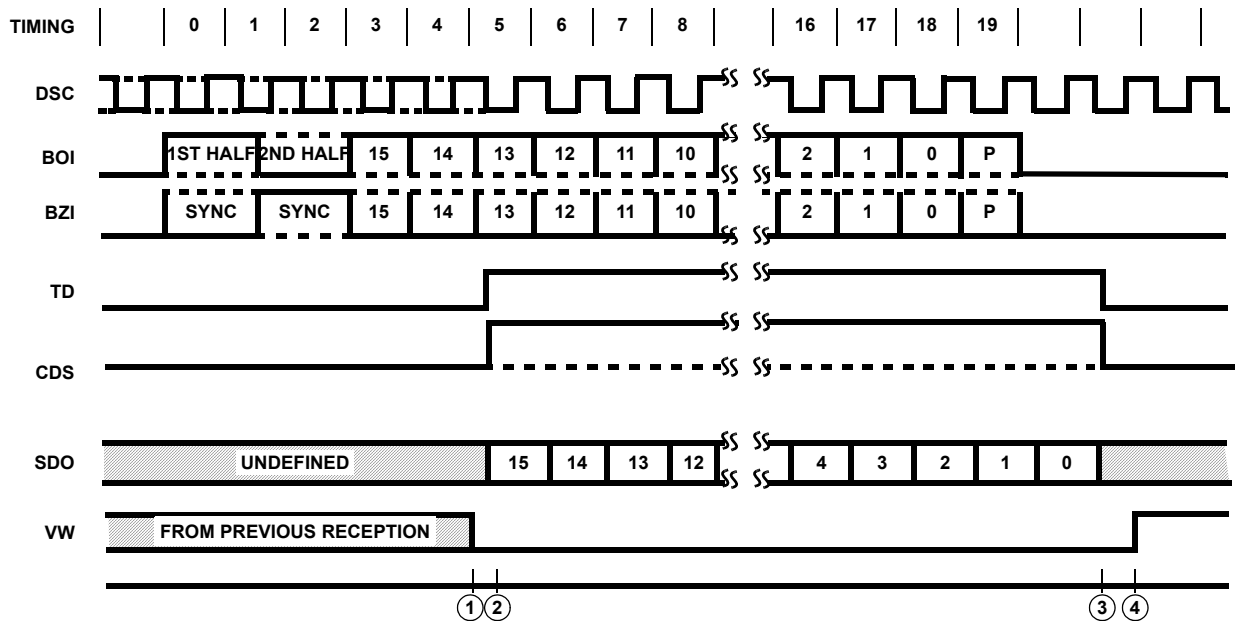 TIMING 0 1 2 3 4 5 6 7 8 16 17 18 19
DSC
BOI 1ST HALF 2ND HALF 15 14 13 12 11 10 2 1 0 P
BZI SYNC SYNC 15 14 13 12 11 10 2 1 0 P
TD
CDS
SDO UNDEFINED 15 14 13 12 4 3 2 1 0
VW FROM PREVIOUS RECEPTION
1 2 3 4